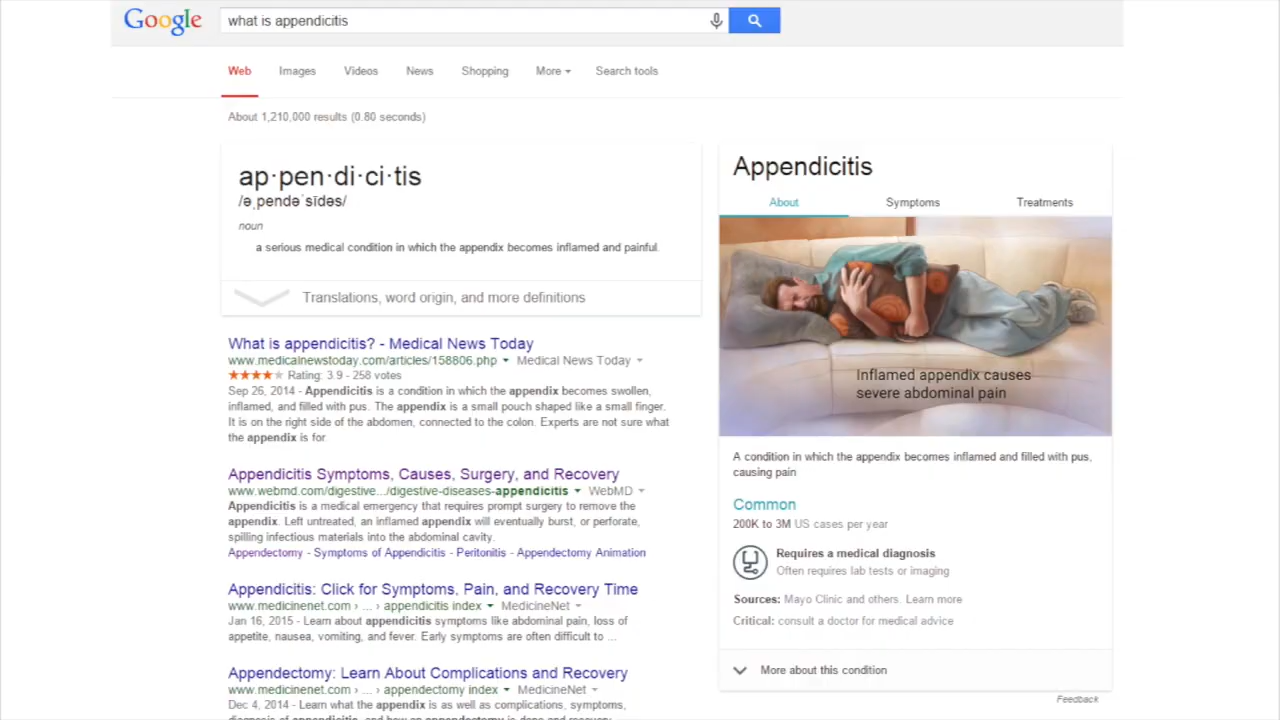 Google
what is appendicitis
Web Images Videos News Shopping More Search tools
About 1,210,000 results (0.80 seconds)
ap·pen·di·ci·tis
/əˌpendəˈsīdəs/
noun
a serious medical condition in which the appendix becomes inflamed and painful.
Translations, word origin, and more definitions
What is appendicitis? - Medical News Today
www.medicalnewstoday.com/articles/158806.php Medical News Today
Rating: 3.9 - 258 votes
Sep 26, 2014 - Appendicitis is a condition in which the appendix becomes swollen,
inflamed, and filled with pus. The appendix is a small pouch shaped like a small finger.
It is on the right side of the abdomen, connected to the colon. Experts are not sure what
the appendix is for
Appendicitis Symptoms, Causes, Surgery, and Recovery
www.webmd.com/digestive.../digestive-diseases-appendicitis WebMD
Appendicitis is a medical emergency that requires prompt surgery to remove the
appendix. Left untreated, an inflamed appendix will eventually burst, or perforate,
spilling infectious materials into the abdominal cavity.
Appendectomy - Symptoms of Appendicitis - Peritonitis - Appendectomy Animation
Appendicitis: Click for Symptoms, Pain, and Recovery Time
www.medicinenet.com › ... › appendicitis index MedicineNet
Jan 16, 2015 - Learn about appendicitis symptoms like abdominal pain, loss of
appetite, nausea, vomiting, and fever. Early symptoms are often difficult to ...
Appendectomy: Learn About Complications and Recovery
www.medicinenet.com › ... › appendectomy index MedicineNet
Dec 4, 2014 - Learn what the appendix is as well as complications, symptoms,
diagnosis of appendicitis, and how an appendectomy is done and recovery
Appendicitis
About Symptoms Treatments
Inflamed appendix causes
severe abdominal pain
A condition in which the appendix becomes inflamed and filled with pus,
causing pain
Common
200K to 3M US cases per year
Requires a medical diagnosis
Often requires lab tests or imaging
Sources: Mayo Clinic and others. Learn more
Critical: consult a doctor for medical advice
More about this condition
Feedback